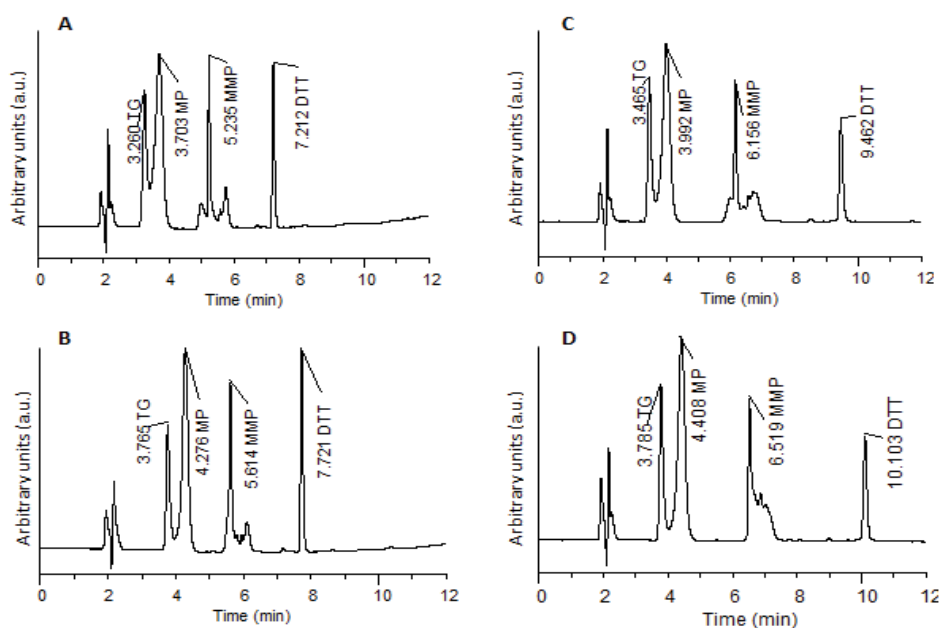 A
Arbitrary units (a.u.)
3.260 TG
3.703 MP
5.235 MMP
7.212 DTT
0 2 4 6 8 10 12
Time (min)
C
Arbitrary units (a.u.)
3.465 TG
3.992 MP
6.156 MMP
9.462 DTT
0 2 4 6 8 10 12
Time (min)
B
Arbitrary units (a.u.)
3.765 TG
4.276 MP
5.614 MMP
7.721 DTT
0 2 4 6 8 10 12
Time (min)
D
Arbitrary units (a.u.)
3.785 TG
4.408 MP
6.519 MMP
10.103 DTT
0 2 4 6 8 10 12
Time (min)